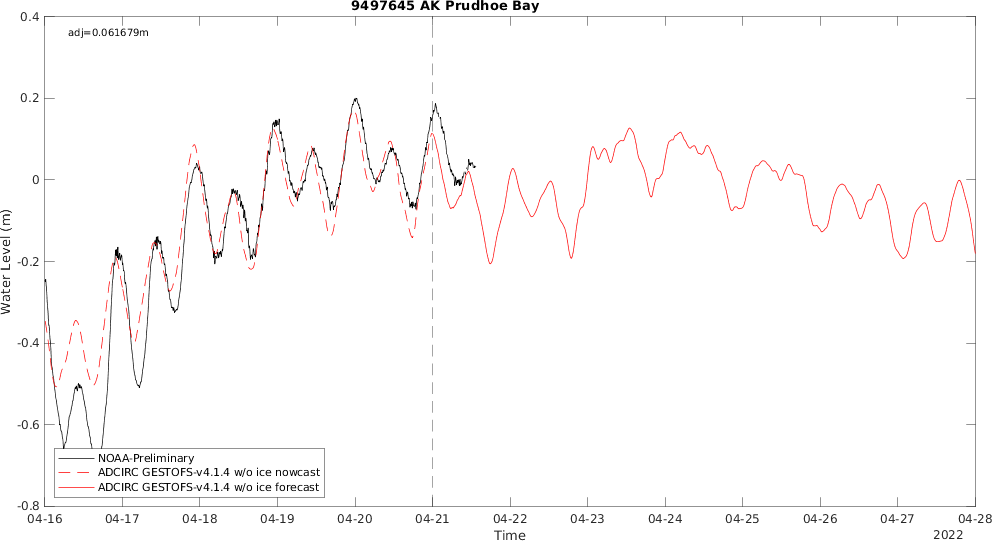 9497645 AK Prudhoe Bay
adj=0.061679m
0.4
0.2
0
-0.2
-0.4
-0.6
-0.8
Water Level (m)
NOAA-Preliminary
ADCIRC GESTOFS-v4.1.4 w/o ice nowcast
ADCIRC GESTOFS-v4.1.4 w/o ice forecast
04-16 04-17 04-18 04-19 04-20 04-21 04-22 04-23 04-24 04-25 04-26 04-27 04-28
Time
2022